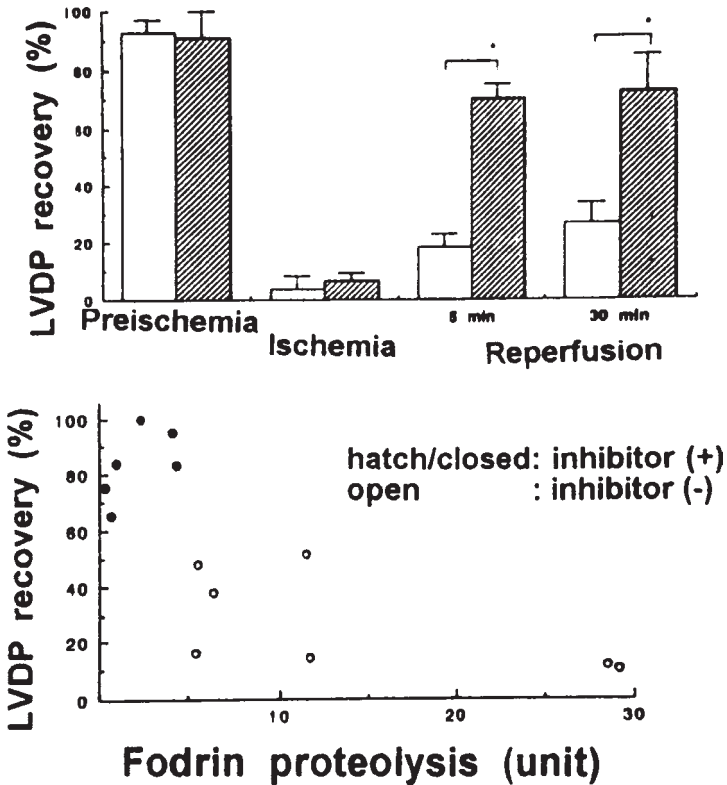 LVDP recovery (%)
100
80
60
40
20
0
Preischemia
Ischemia
5 min
30 min
Reperfusion
LVDP recovery (%)
100
80
60
40
20
0
10
20
30
hatch/closed: inhibitor (+)
open : inhibitor (-)
Fodrin proteolysis (unit)